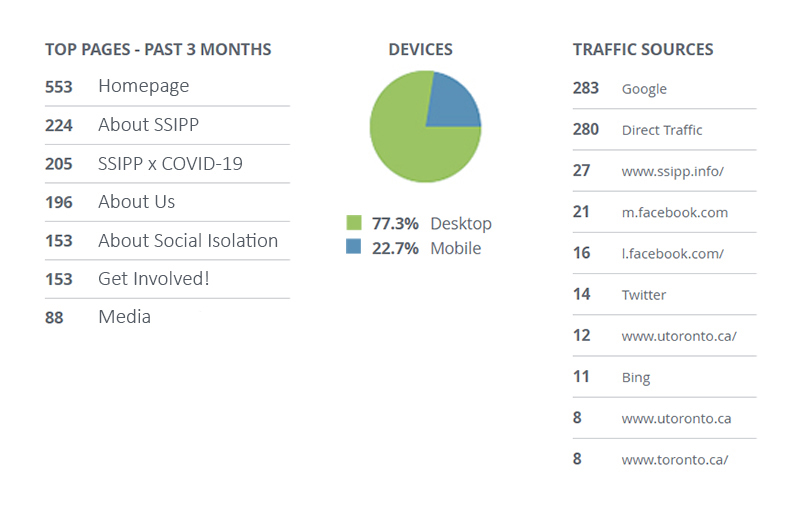 TOP PAGES - PAST 3 MONTHS
553 Homepage
224 About SSIPP
205 SSIPP x COVID-19
196 About Us
153 About Social Isolation
153 Get Involved!
88 Media
DEVICES
77.3% Desktop
22.7% Mobile
TRAFFIC SOURCES
283 Google
280 Direct Traffic
27 www.ssipp.info/
21 m.facebook.com
16 l.facebook.com/
14 Twitter
12 www.utoronto.ca/
11 Bing
8 www.utoronto.ca
8 www.toronto.ca/